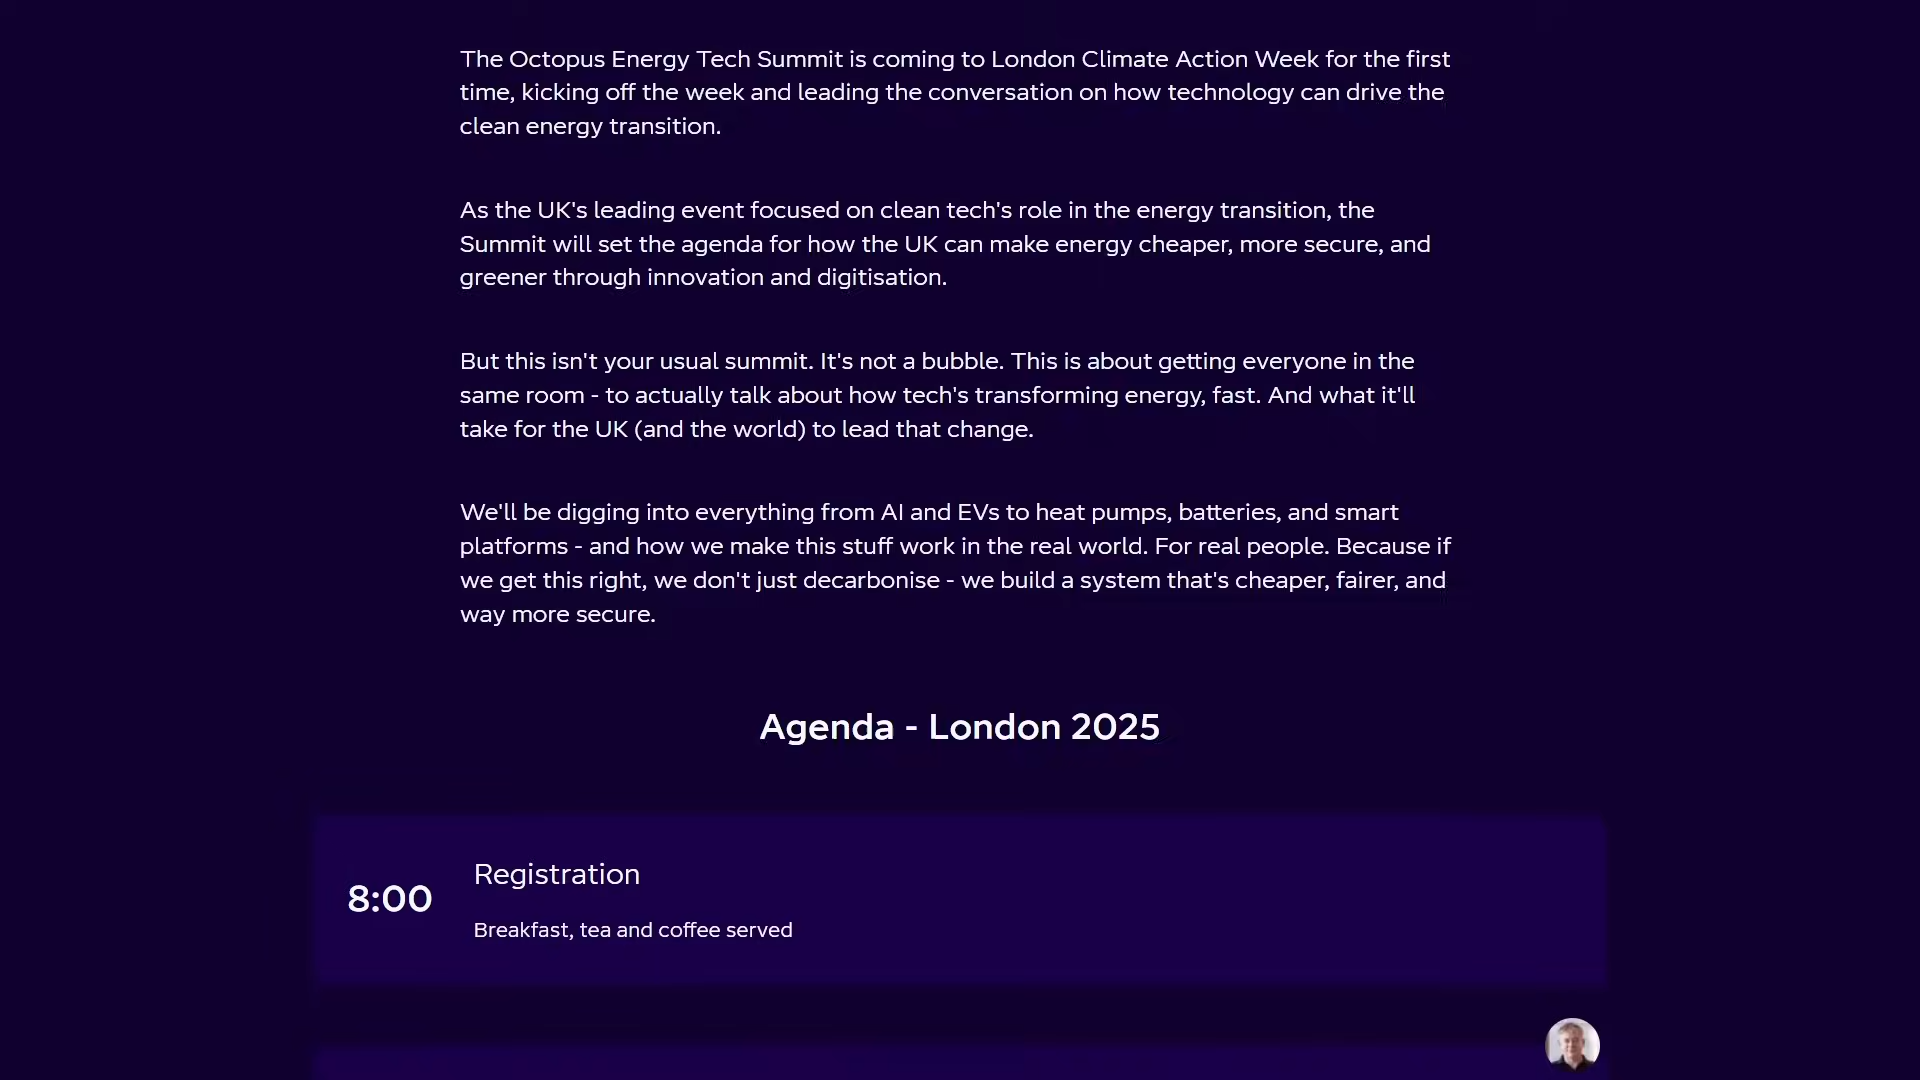 The Octopus Energy Tech Summit is coming to London Climate Action Week for the first
time, kicking off the week and leading the conversation on how technology can drive the
clean energy transition.
As the UK's leading event focused on clean tech's role in the energy transition, the
Summit will set the agenda for how the UK can make energy cheaper, more secure, and
greener through innovation and digitisation.
But this isn't your usual summit. It's not a bubble. This is about getting everyone in the
same room - to actually talk about how tech's transforming energy, fast. And what it'll
take for the UK (and the world) to lead that change.
We'll be digging into everything from AI and EVs to heat pumps, batteries, and smart
platforms - and how we make this stuff work in the real world. For real people. Because if
we get this right, we don't just decarbonise - we build a system that's cheaper, fairer, and
way more secure.
Agenda - London 2025
8:00
Registration
Breakfast, tea and coffee served